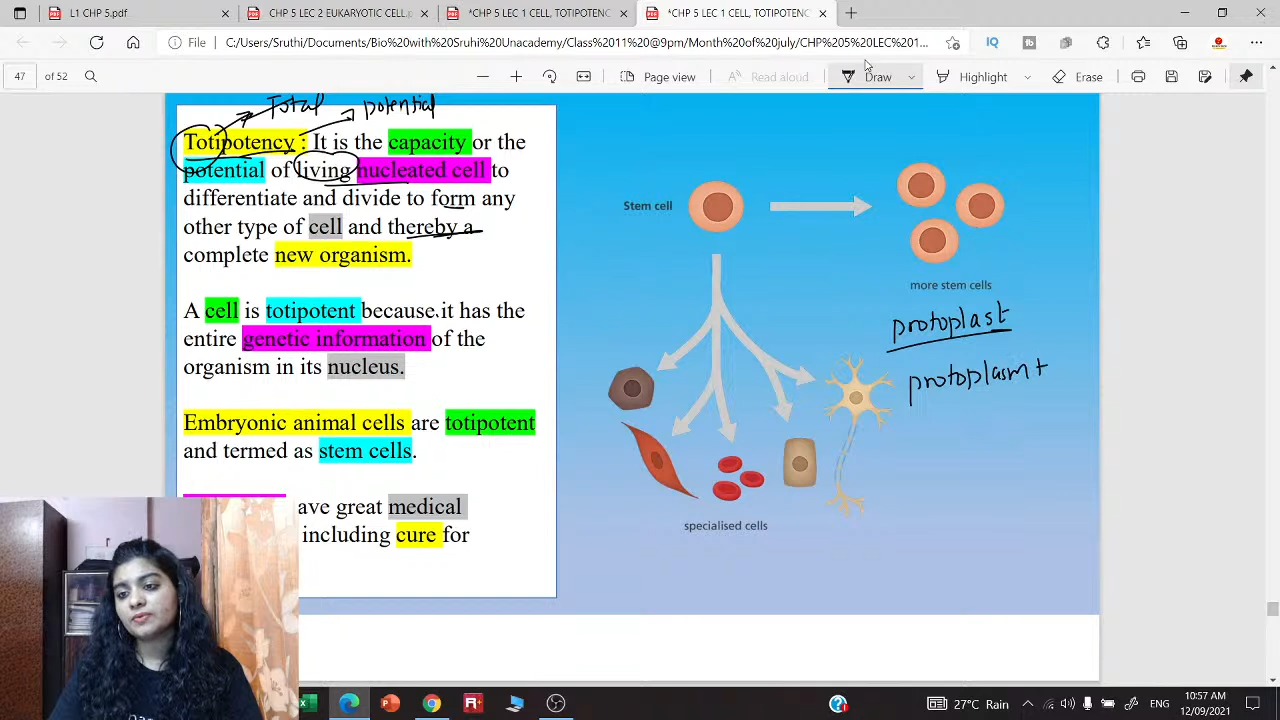 L1 CHP 5.pdf
CHP 5 LEC 2 EUKARYOTIC CELL.p
*CHP 5 LEC 1 CELL, TOTIPOTENC
*CHP 5 LEC 1 CELL, TOTIPOTENC
File C:/Users/Sruthi/Documents/Bio%20with%20Sruhi%20Unacademy/Class%2011%20@9pm/Month%20of%20july/CHP%205%20LEC%201...
IQ
47 of 52
Page view
Read aloud
Draw
Highlight
Erase
Total potential
Totipotency : It is the capacity or the
potential of living nucleated cell to
differentiate and divide to form any
other type of cell and thereby a
complete new organism.
A cell is totipotent because it has the
entire genetic information of the
organism in its nucleus.
Embryonic animal cells are totipotent
and termed as stem cells.
ave great medical
including cure for
Stem cell
more stem cells
protoplast
protoplasm +
specialised cells
27°C Rain
ENG
10:57 AM
12/09/2021